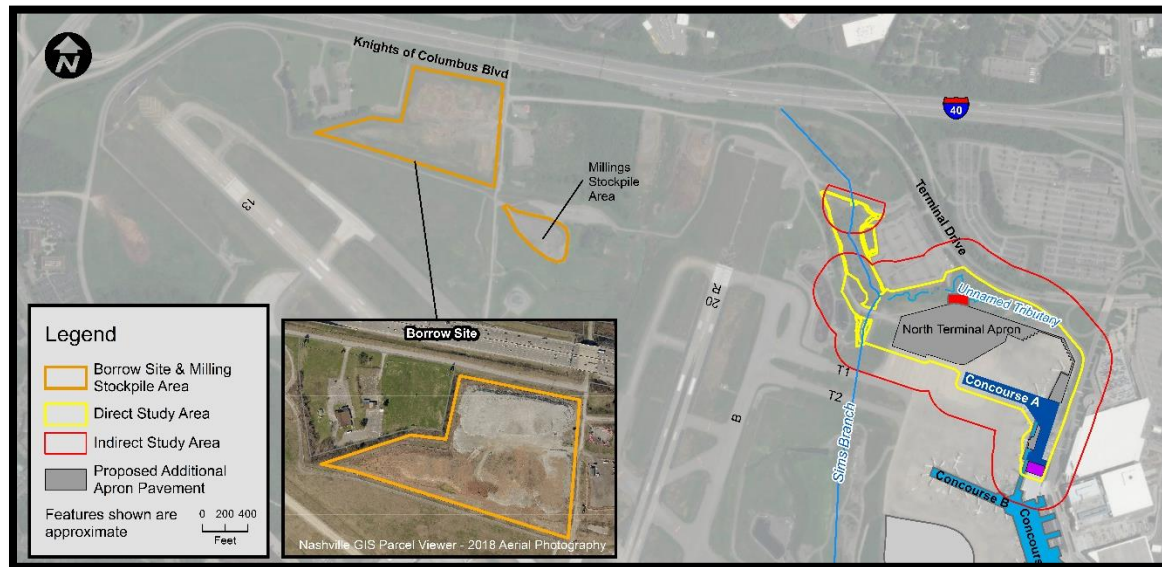 N
Knights of Columbus Blvd
40
Millings
Stockpile
Area
13
Terminal Drive
20R
Unnamed Tributary
North Terminal Apron
Concourse A
T1
T2
B
Sims Branch
Concourse B
Concourse
Legend
Borrow Site & Milling
Stockpile Area
Direct Study Area
Indirect Study Area
Proposed Additional
Apron Pavement
Features shown are
approximate
0 200 400
Feet
Borrow Site
Nashville GIS Parcel Viewer - 2018 Aerial Photography